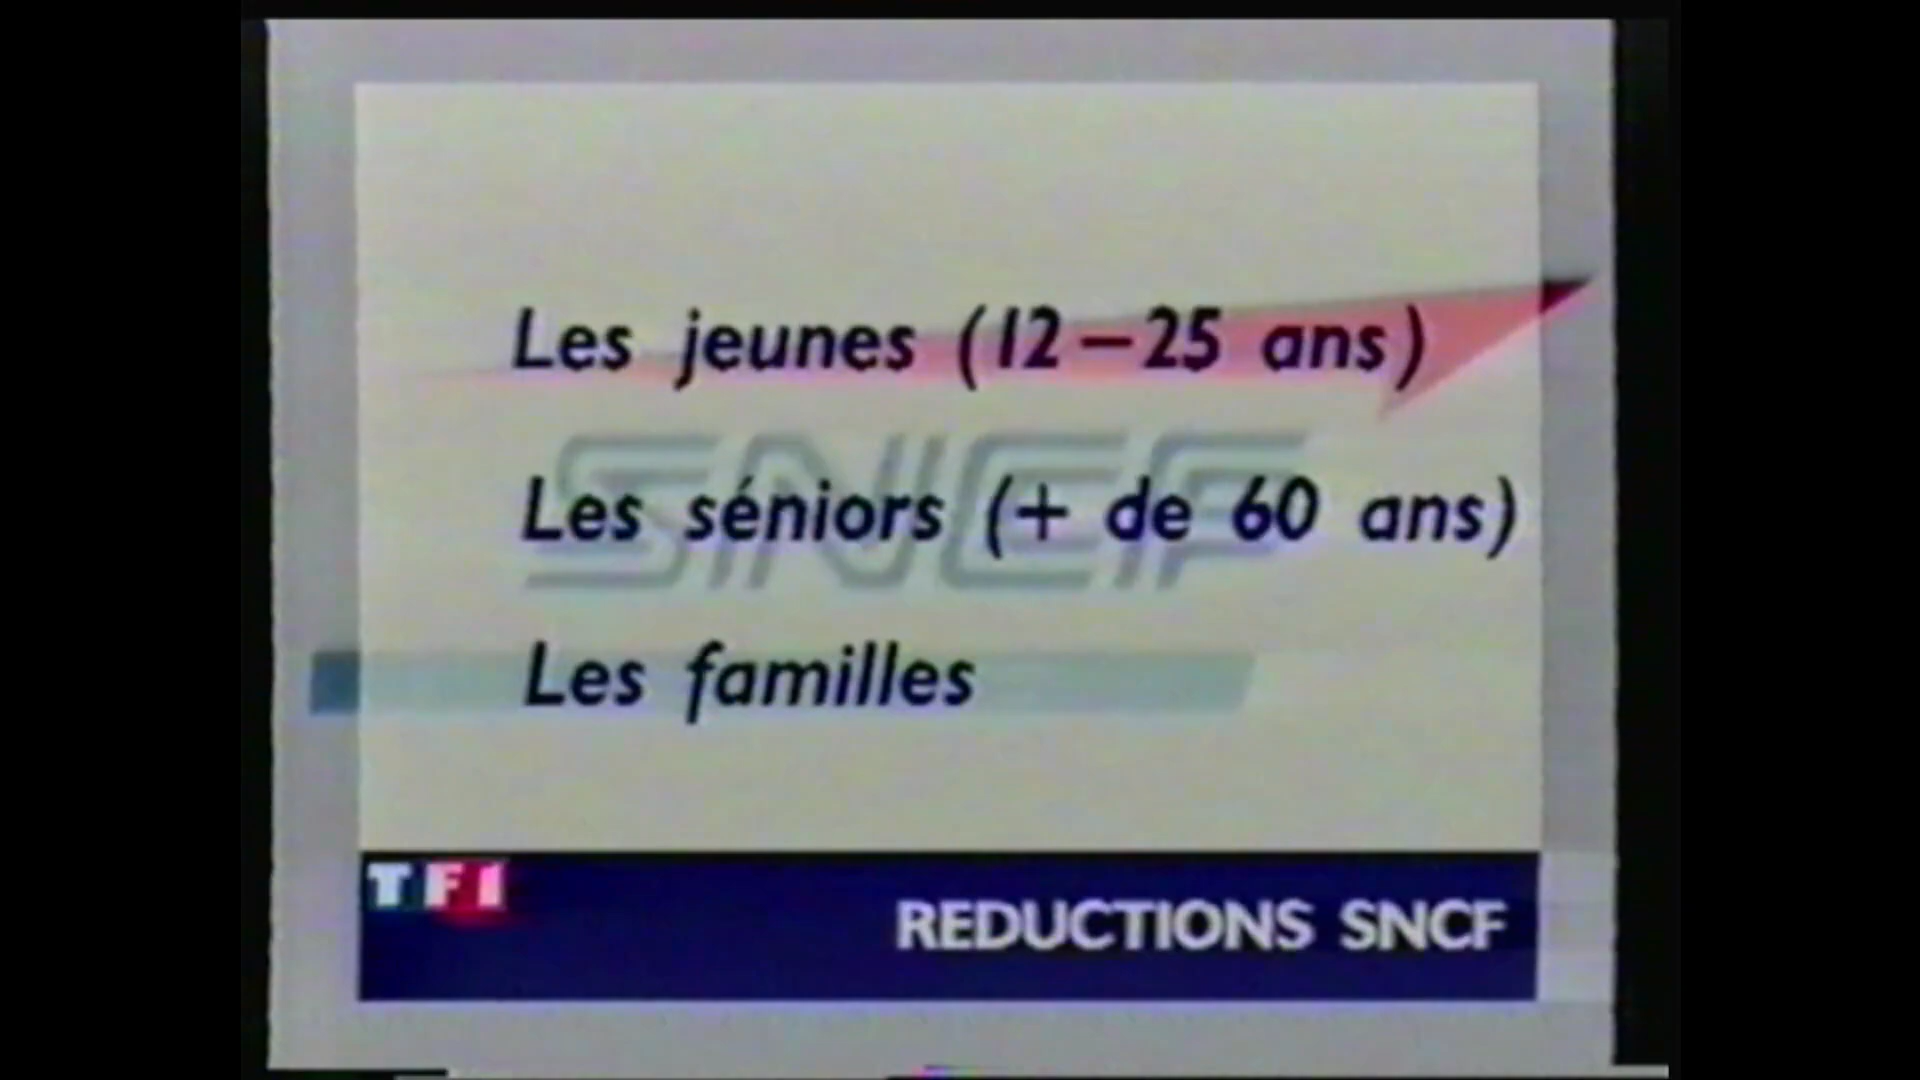 Les jeunes (12-25 ans)
SNCF
Les séniors (+ de 60 ans)
Les familles
TF1
REDUCTIONS SNCF